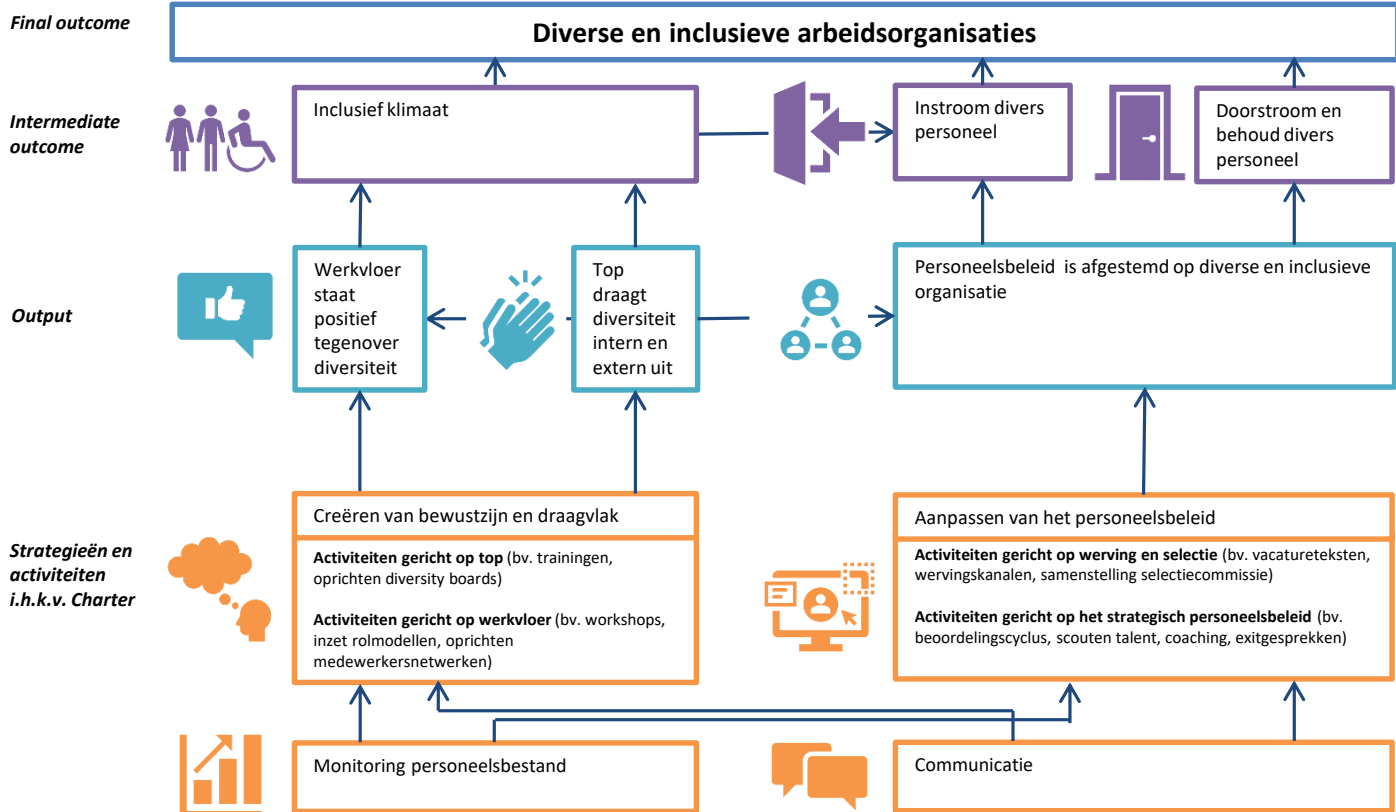 Final outcome
Diverse en inclusieve arbeidsorganisaties
Intermediate
outcome
Inclusief klimaat
Instroom divers
personeel
Doorstroom en
behoud divers
personeel
Output
Werkvloer
staat
positief
tegenover
diversiteit
Top
draagt
diversiteit
intern en
extern uit
Personeelsbeleid is afgestemd op diverse en inclusieve
organisatie
Strategieën en
activiteiten
i.h.k.v. Charter
Creëren van bewustzijn en draagvlak
Activiteiten gericht op top (bv. trainingen,
oprichten diversity boards)
Activiteiten gericht op werkvloer (bv. workshops,
inzet rolmodellen, oprichten
medewerkersnetwerken)
Aanpassen van het personeelsbeleid
Activiteiten gericht op werving en selectie (bv. vacatureteksten,
wervingskanalen, samenstelling selectiecommissie)
Activiteiten gericht op het strategisch personeelsbeleid (bv.
beoordelingscyclus, scouten talent, coaching, exitgesprekken)
Monitoring personeelsbestand
Communicatie